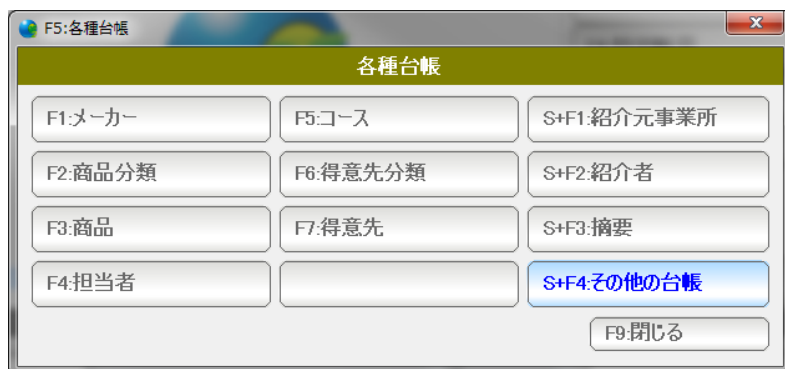 F5:各種台帳
各種台帳
F1:メーカー
F5:コース
S+F1:紹介元事業所
F2:商品分類
F6:得意先分類
S+F2:紹介者
F3:商品
F7:得意先
S+F3:摘要
F4:担当者
S+F4:その他の台帳
F9:閉じる